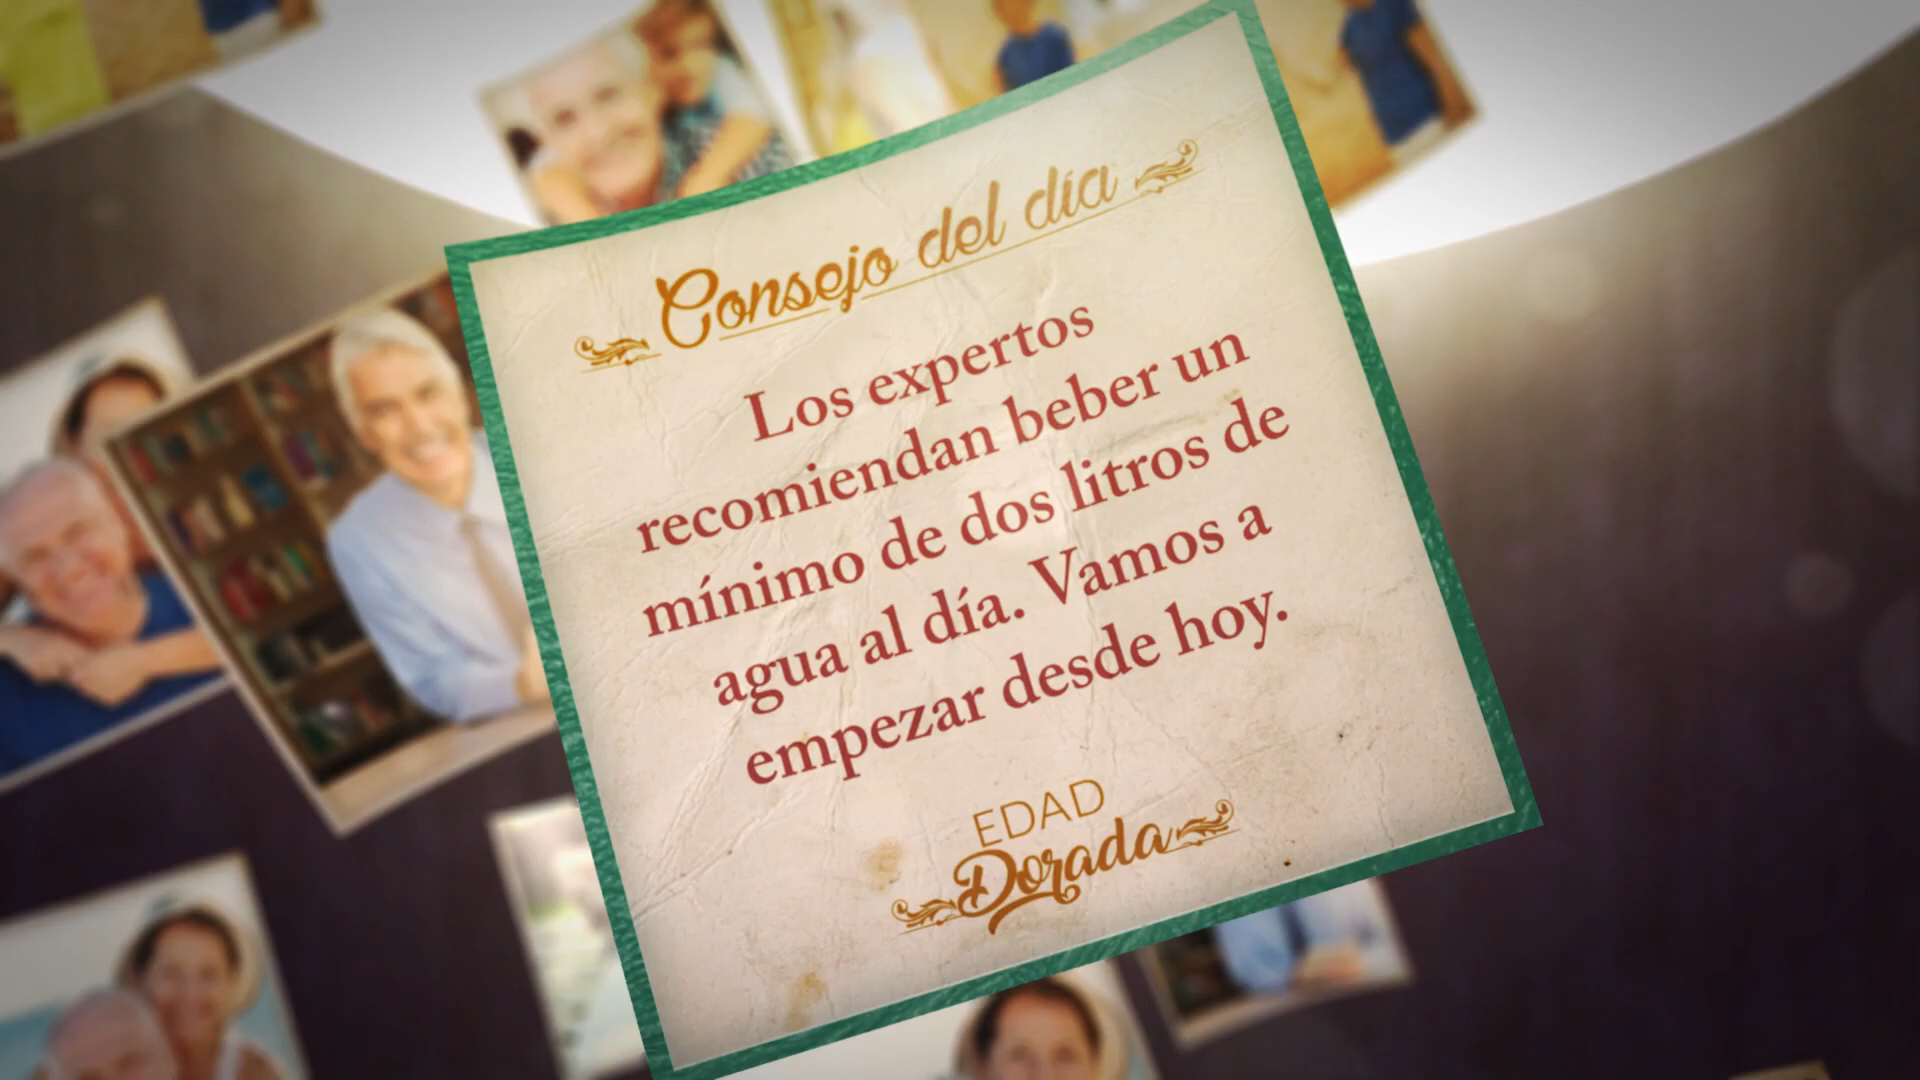 Consejo del día
Los expertos
recomiendan beber un
mínimo de dos litros de
agua al día. Vamos a
empezar desde hoy.
EDAD
Dorada